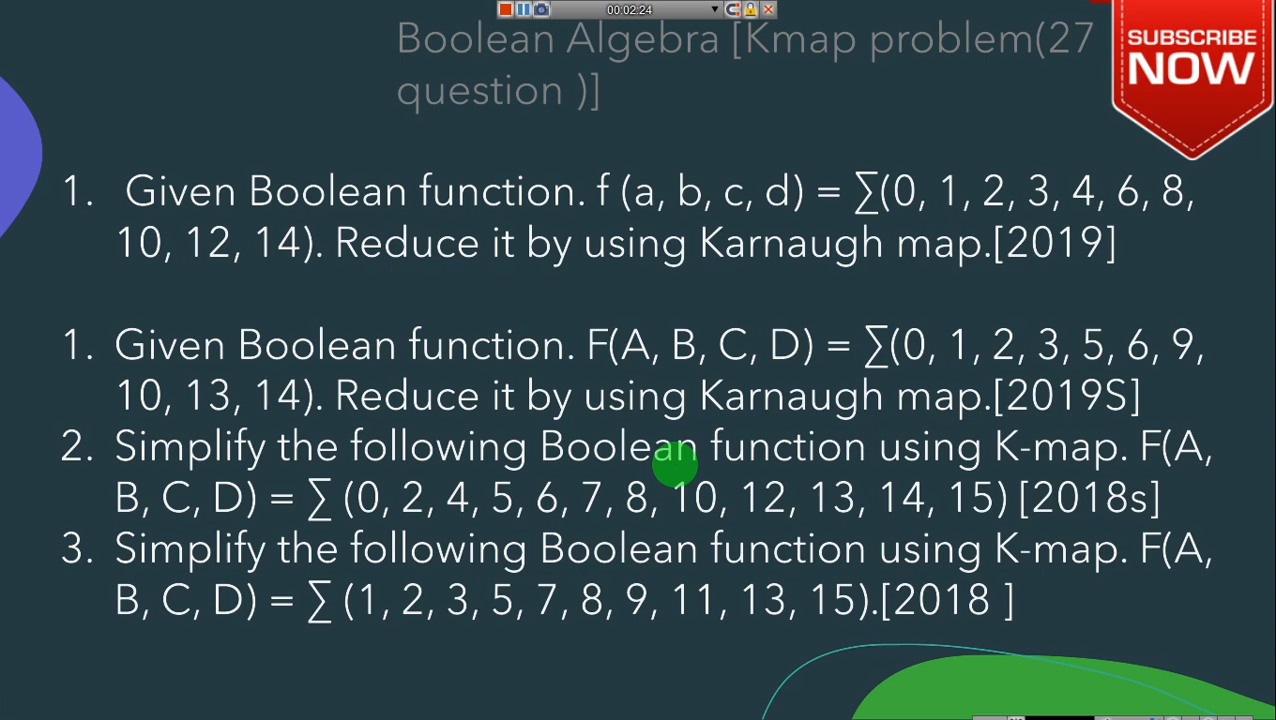 00:02:24
Boolean Algebra [Kmap problem(27
question )]
SUBSCRIBE
NOW
1. Given Boolean function. f (a, b, c, d) = ∑(0, 1, 2, 3, 4, 6, 8,
10, 12, 14). Reduce it by using Karnaugh map.[2019]
1. Given Boolean function. F(A, B, C, D) = ∑(0, 1, 2, 3, 5, 6, 9,
10, 13, 14). Reduce it by using Karnaugh map.[2019S]
2. Simplify the following Boolean function using K-map. F(A,
B, C, D) = ∑ (0, 2, 4, 5, 6, 7, 8, 10, 12, 13, 14, 15) [2018s]
3. Simplify the following Boolean function using K-map. F(A,
B, C, D) = ∑ (1, 2, 3, 5, 7, 8, 9, 11, 13, 15).[2018 ]